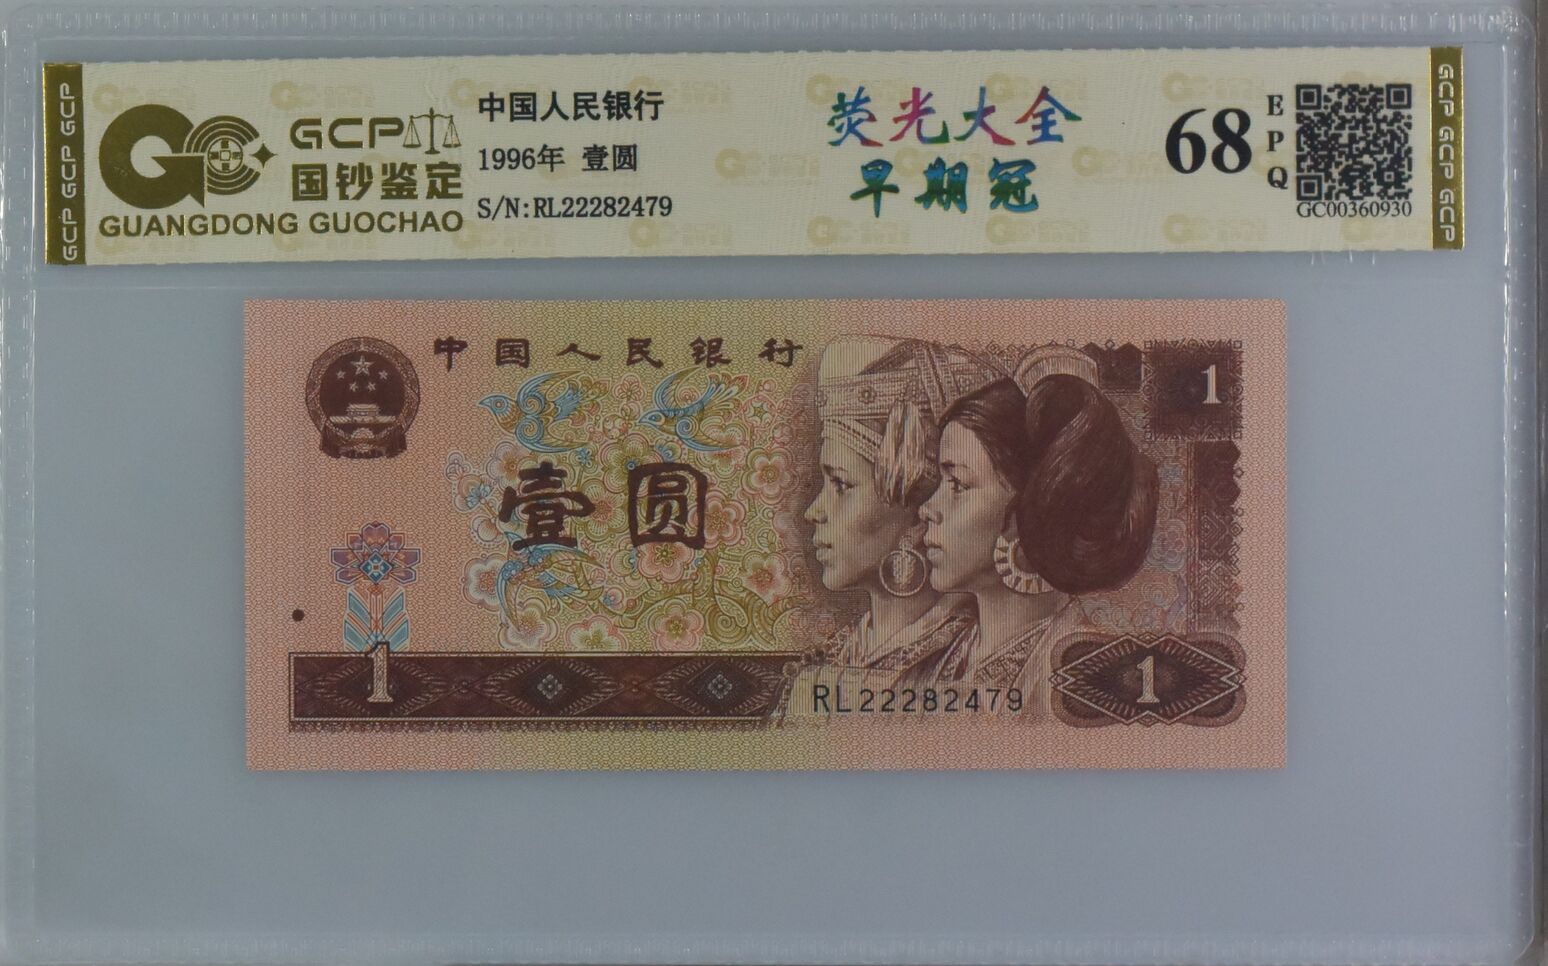 GCP GCP GCP
GCP
国钞鉴定
GUANGDONG GUOCHAO
中国人民银行
1996年 壹圆
S/N:RL22282479
荧光大全
早期冠
68
EPQ
GC00360930
GCP GCP GCP
中国人民银行
1
壹圆
1
RL22282479
1